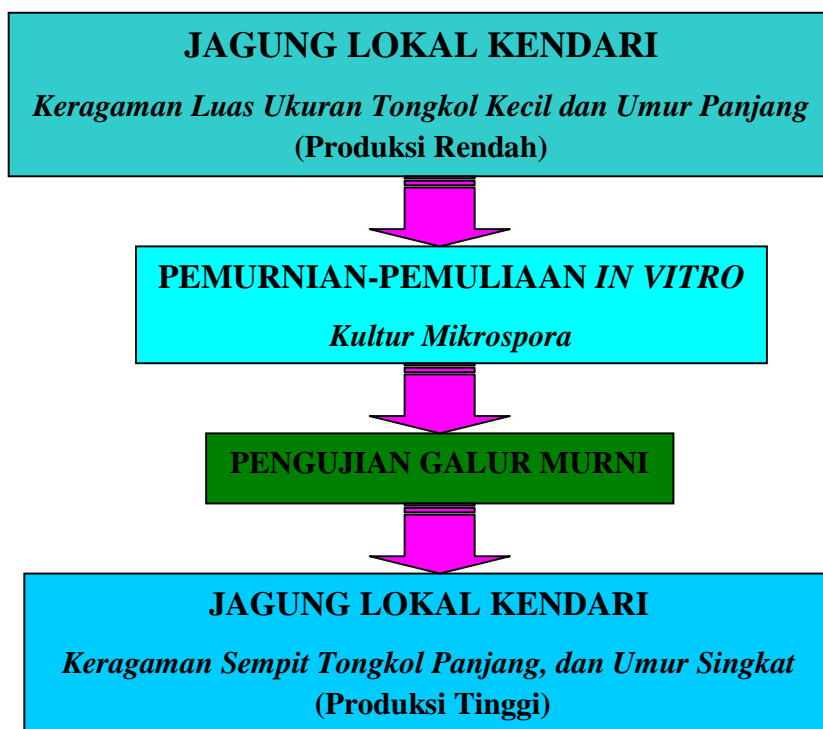 JAGUNG LOKAL KENDARI
Keragaman Luas Ukuran Tongkol Kecil dan Umur Panjang
(Produksi Rendah)
PEMURNIAN-PEMULIAAN IN VITRO
Kultur Mikrospora
PENGUJIAN GALUR MURNI
JAGUNG LOKAL KENDARI
Keragaman Sempit Tongkol Panjang, dan Umur Singkat
(Produksi Tinggi)